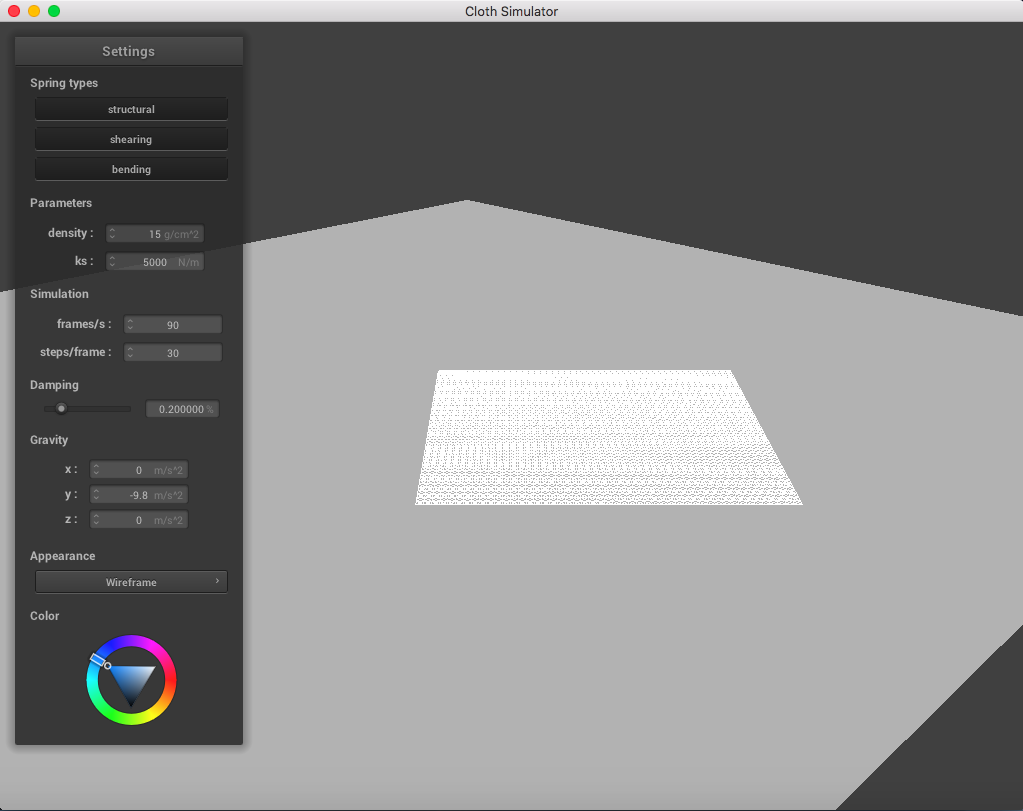 Cloth Simulator
Settings
Spring types
structural
shearing
bending
Parameters
density : 15 g/cm^2
ks : 5000 N/m
Simulation
frames/s : 90
steps/frame : 30
Damping
0.200000 %
Gravity
x : 0 m/s^2
y : -9.8 m/s^2
z : 0 m/s^2
Appearance
Wireframe
Color